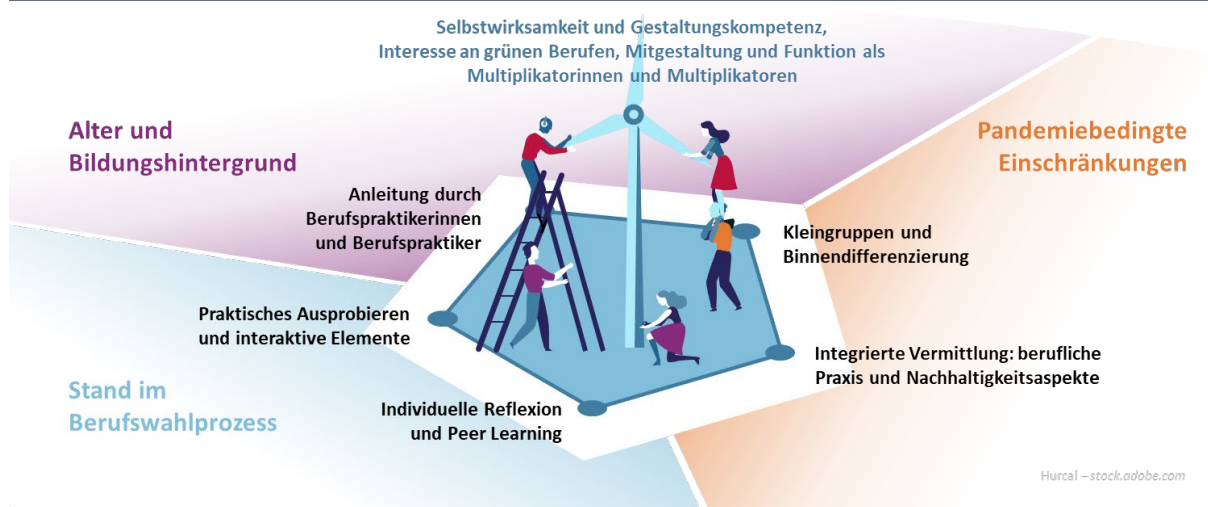 Selbstwirksamkeit und Gestaltungskompetenz,
Interesse an grünen Berufen, Mitgestaltung und Funktion als
Multiplikatorinnen und Multiplikatoren
Alter und
Bildungshintergrund
Pandemiebedingte
Einschränkungen
Anleitung durch
Berufspraktikerinnen
und Berufspraktiker
Kleingruppen und
Binnendifferenzierung
Praktisches Ausprobieren
und interaktive Elemente
Integrierte Vermittlung: berufliche
Praxis und Nachhaltigkeitsaspekte
Stand im
Berufswahlprozess
Individuelle Reflexion
und Peer Learning
Hurcal – stock.adobe.com